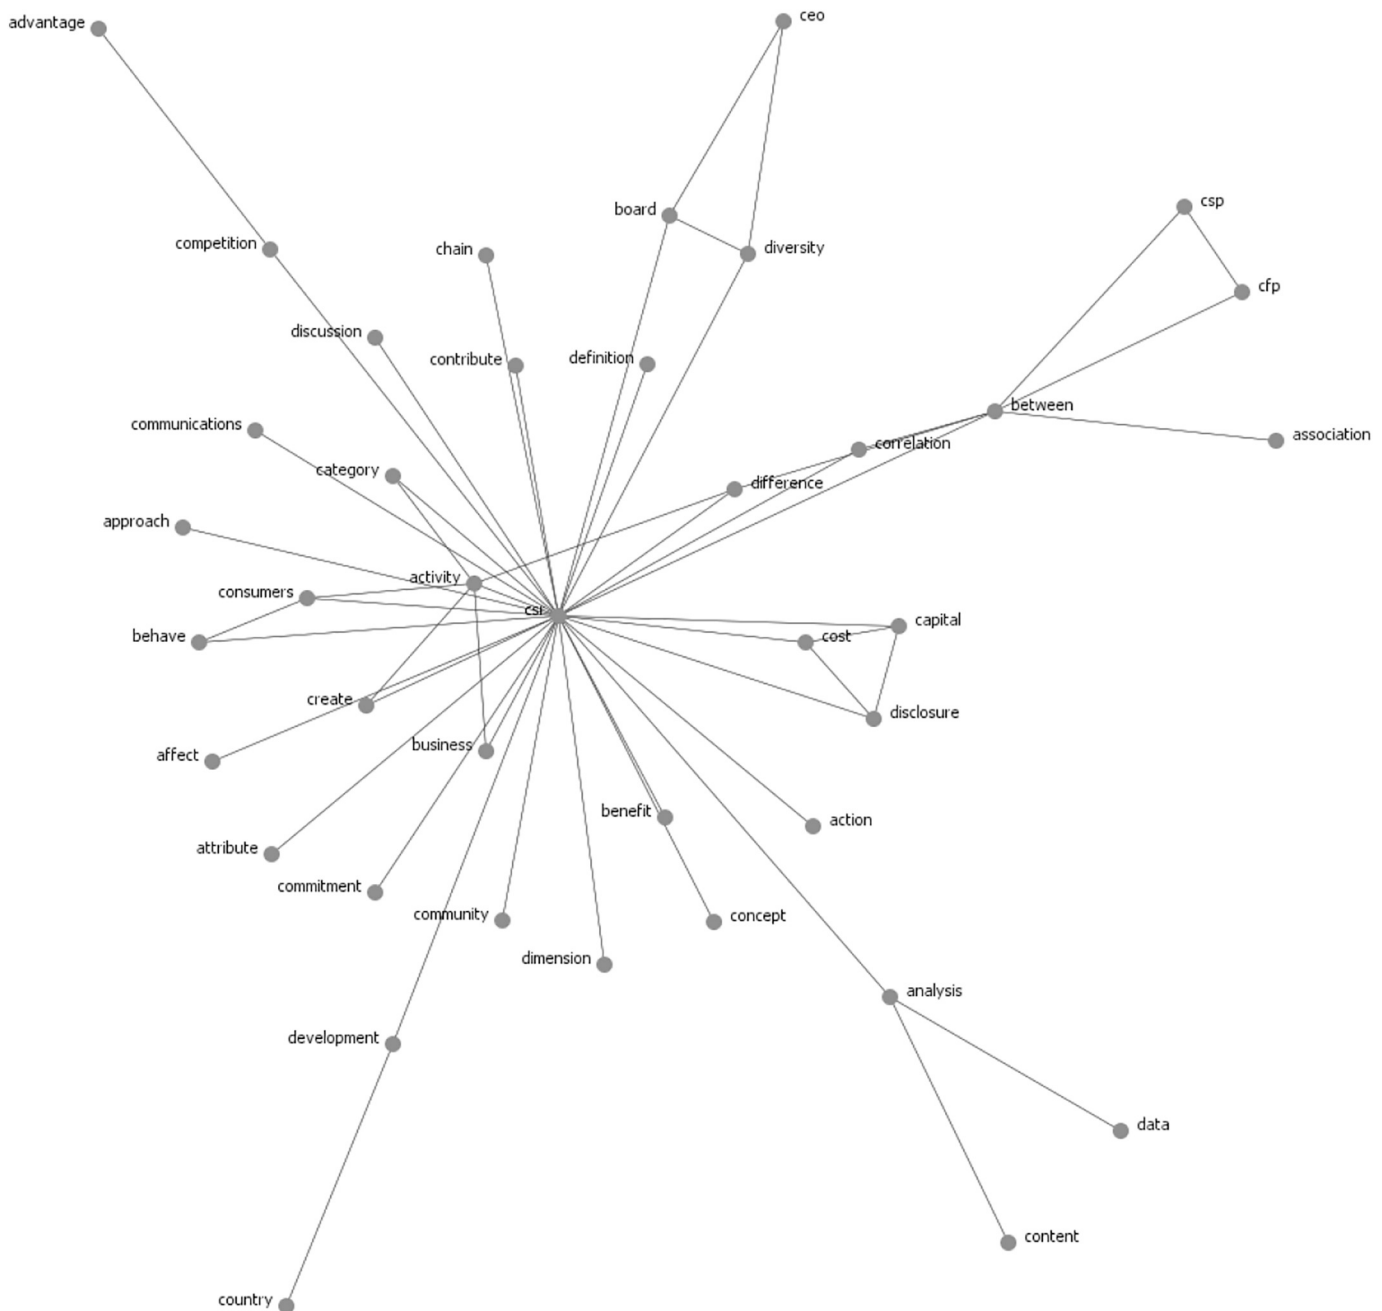 advantage
ceo
csp
board
competition
chain
diversity
cfp
discussion
contribute
definition
between
communications
association
correlation
category
difference
approach
activity
consumers
csr
capital
behave
cost
create
disclosure
business
affect
benefit
action
attribute
commitment
community
concept
dimension
analysis
development
data
content
country